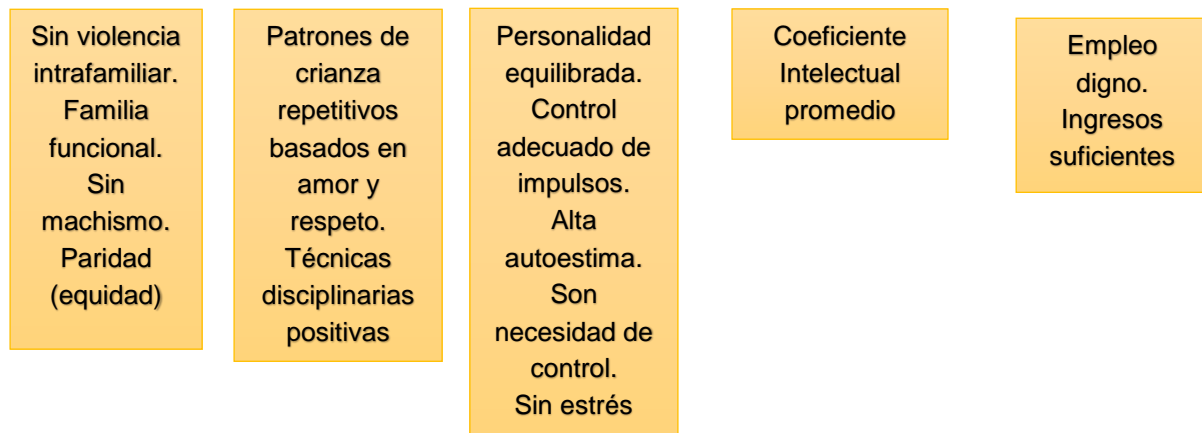 Sin violencia
intrafamiliar.
Familia
funcional.
Sin
machismo.
Paridad
(equidad)
Patrones de
crianza
repetitivos
basados en
amor y
respeto.
Técnicas
disciplinarias
positivas
Personalidad
equilibrada.
Control
adecuado de
impulsos.
Alta
autoestima.
Son
necesidad de
control.
Sin estrés
Coeficiente
Intelectual
promedio
Empleo
digno.
Ingresos
suficientes